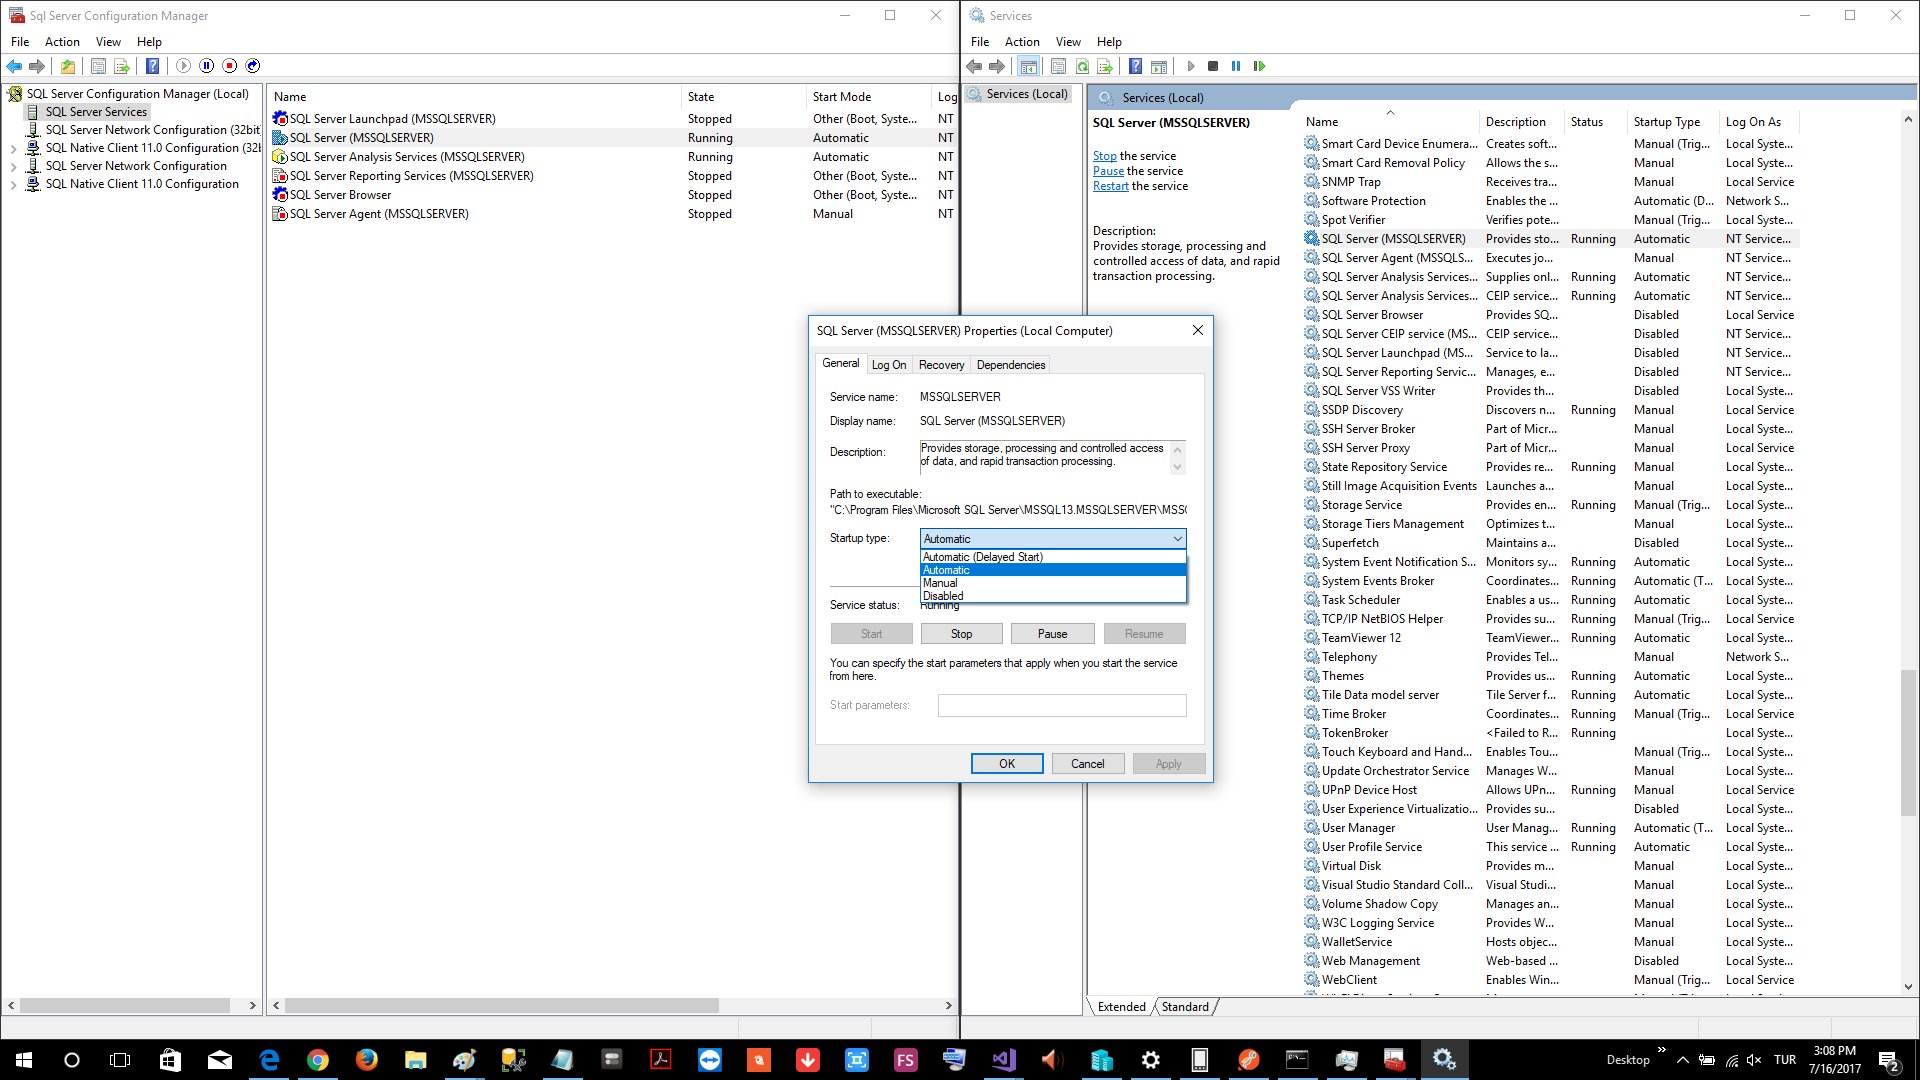 Sql Server Configuration Manager
File Action View Help
SQL Server Configuration Manager (Local)
SQL Server Services
SQL Server Network Configuration (32bit
SQL Native Client 11.0 Configuration (32l
SQL Server Network Configuration
SQL Native Client 11.0 Configuration
Name State Start Mode Log
SQL Server Launchpad (MSSQLSERVER) Stopped Other (Boot, Syste... NT
SQL Server (MSSQLSERVER) Running Automatic NT
SQL Server Analysis Services (MSSQLSERVER) Running Automatic NT
SQL Server Reporting Services (MSSQLSERVER) Stopped Other (Boot, Syste... NT
SQL Server Browser Stopped Other (Boot, Syste... NT
SQL Server Agent (MSSQLSERVER) Stopped Manual NT
Services
File Action View Help
Services (Local)
Services (Local)
SQL Server (MSSQLSERVER)
Stop the service
Pause the service
Restart the service
Description:
Provides storage, processing and
controlled access of data, and rapid
transaction processing.
Name Description Status Startup Type Log On As
Smart Card Device Enumera... Creates soft... Manual (Trig... Local Syste...
Smart Card Removal Policy Allows the s... Manual Local Syste...
SNMP Trap Receives tra... Manual Local Service
Software Protection Enables the ... Automatic (D... Network S...
Spot Verifier Verifies pote... Manual (Trig... Local Syste...
SQL Server (MSSQLSERVER) Provides sto... Running Automatic NT Service...
SQL Server Agent (MSSQLS... Executes jo... Manual NT Service...
SQL Server Analysis Services... Supplies onl... Running Automatic NT Service...
SQL Server Analysis Services... CEIP service... Running Automatic NT Service...
SQL Server Browser Provides SQ... Disabled Local Service
SQL Server CEIP service (MS... CEIP service... Disabled NT Service...
SQL Server Launchpad (MS... Service to la... Disabled NT Service...
SQL Server Reporting Servic... Manages, e... Disabled NT Service...
SQL Server VSS Writer Provides th... Disabled Local Syste...
SSDP Discovery Discovers n... Running Manual Local Service
SSH Server Broker Part of Micr... Manual Local Syste...
SSH Server Proxy Part of Micr... Manual Local Service
State Repository Service Provides re... Running Manual Local Syste...
Still Image Acquisition Events Launches a... Manual Local Syste...
Storage Service Provides en... Running Manual (Trig... Local Syste...
Storage Tiers Management Optimizes t... Manual Local Syste...
Superfetch Maintains a... Disabled Local Syste...
System Event Notification S... Monitors sy... Running Automatic Local Syste...
System Events Broker Coordinates... Running Automatic (T... Local Syste...
Task Scheduler Enables a us... Running Automatic Local Syste...
TCP/IP NetBIOS Helper Provides su... Running Manual (Trig... Local Service
TeamViewer 12 TeamViewer... Running Automatic Local Syste...
Telephony Provides Tel... Manual Network S...
Themes Provides us... Running Automatic Local Syste...
Tile Data model server Tile Server f... Running Automatic Local Syste...
Time Broker Coordinates... Running Manual (Trig... Local Service
TokenBroker <Failed to R... Running Local Syste...
Touch Keyboard and Hand... Enables Tou... Manual (Trig... Local Syste...
Update Orchestrator Service Manages W... Manual Local Syste...
UPnP Device Host Allows UPn... Running Manual Local Service
User Experience Virtualizatio... Provides su... Disabled Local Syste...
User Manager User Manag... Running Automatic (T... Local Syste...
User Profile Service This service ... Running Automatic Local Syste...
Virtual Disk Provides m... Manual Local Syste...
Visual Studio Standard Coll... Visual Studi... Manual Local Syste...
Volume Shadow Copy Manages an... Manual Local Syste...
W3C Logging Service Provides W... Manual Local Syste...
WalletService Hosts objec... Manual Local Syste...
Web Management Web-based ... Disabled Local Syste...
WebClient Enables Win... Manual (Trig... Local Service
Extended Standard
SQL Server (MSSQLSERVER) Properties (Local Computer)
General Log On Recovery Dependencies
Service name: MSSQLSERVER
Display name: SQL Server (MSSQLSERVER)
Description: Provides storage, processing and controlled access
of data, and rapid transaction processing.
Path to executable:
"C:\Program Files\Microsoft SQL Server\MSSQL13.MSSQLSERVER\MSSQ
Startup type: Automatic
Automatic (Delayed Start)
Automatic
Manual
Disabled
Service status: Running
Start Stop Pause Resume
You can specify the start parameters that apply when you start the service
from here.
Start parameters:
OK Cancel Apply
FS
Desktop TUR 3:08 PM
7/16/2017
2